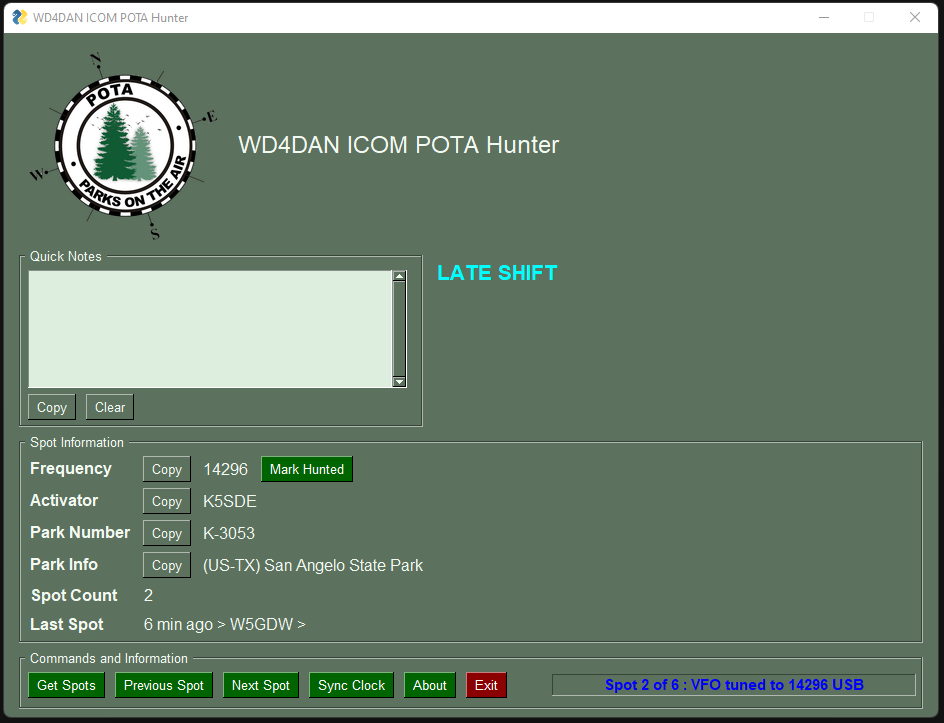 WD4DAN ICOM POTA Hunter
N
POTA
E
W
PARKS ON THE AIR
S
WD4DAN ICOM POTA Hunter
Quick Notes
LATE SHIFT
Copy Clear
Spot Information
Frequency Copy 14296 Mark Hunted
Activator Copy K5SDE
Park Number Copy K-3053
Park Info Copy (US-TX) San Angelo State Park
Spot Count 2
Last Spot 6 min ago > W5GDW >
Commands and Information
Get Spots Previous Spot Next Spot Sync Clock About Exit Spot 2 of 6 : VFO tuned to 14296 USB